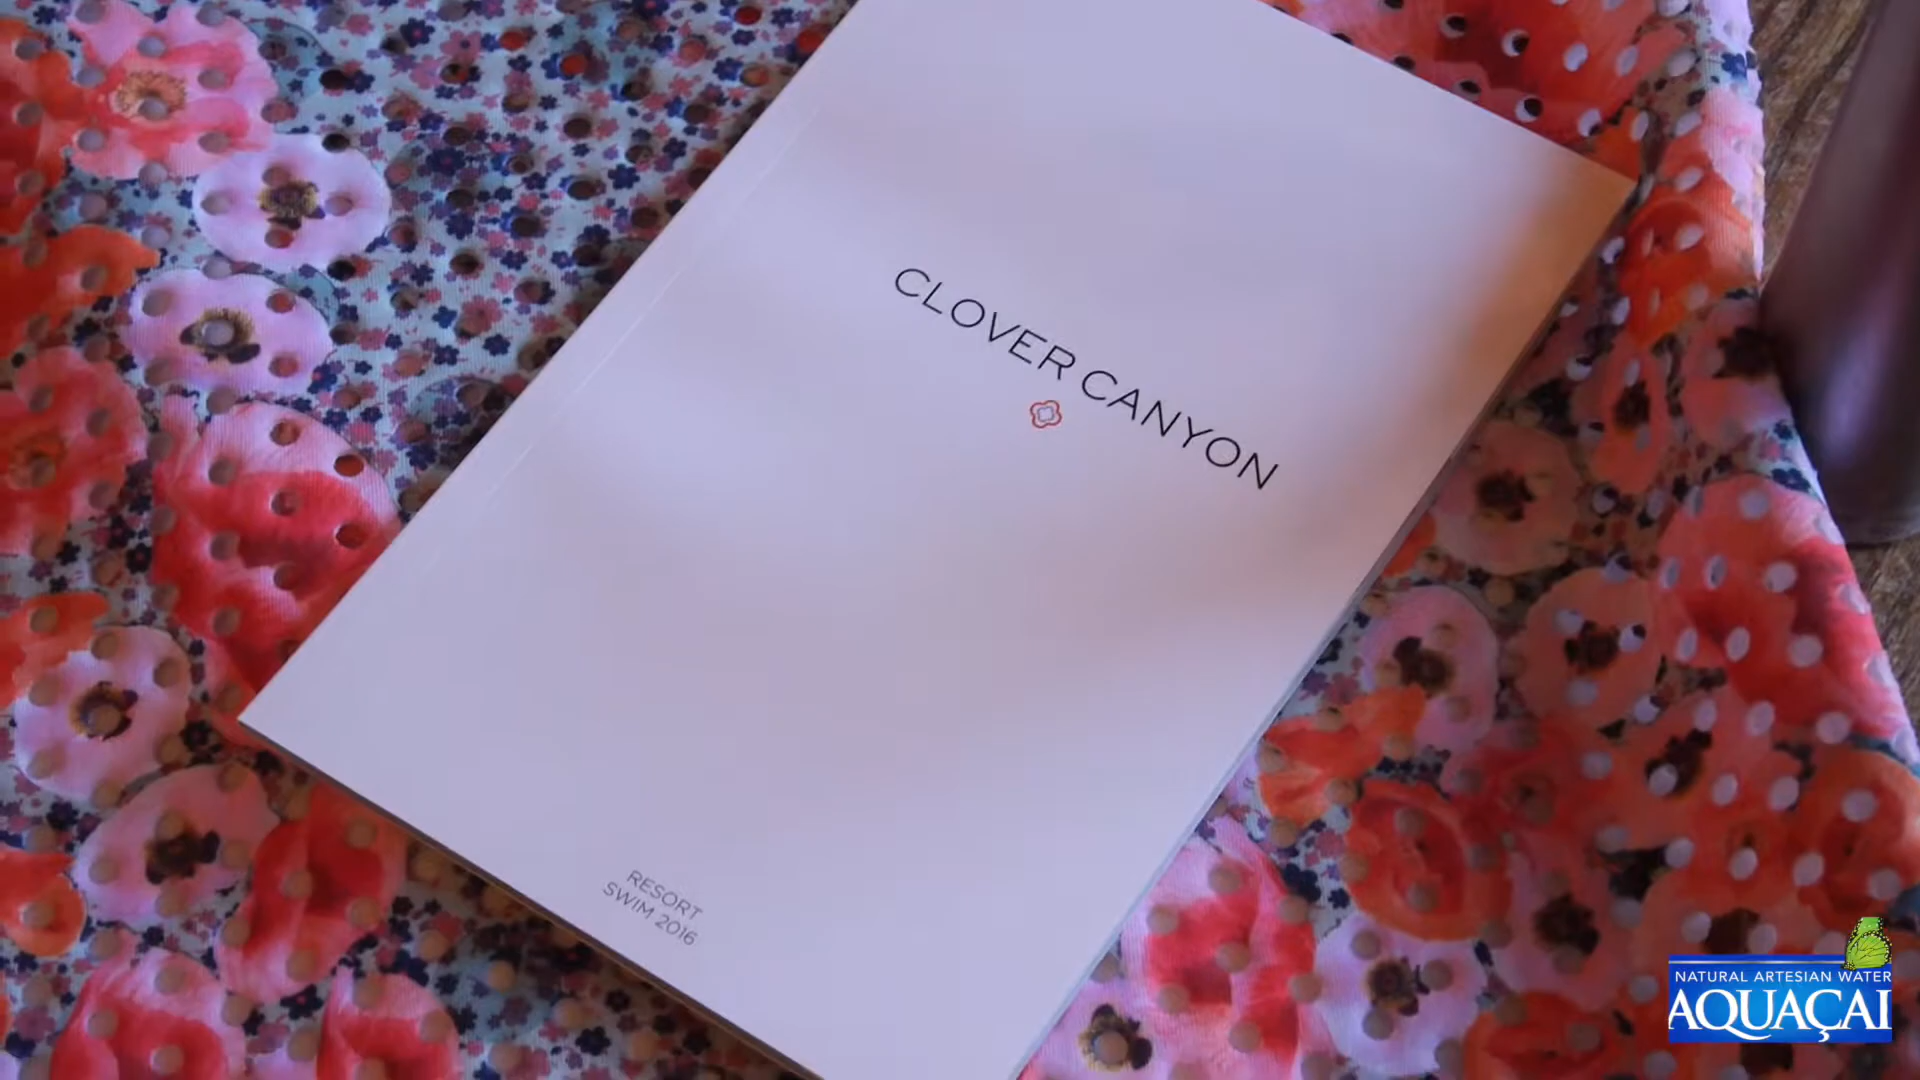 CLOVER CANYON
RESORT
SWIM 2016
NATURAL ARTESIAN WATER
AQUAÇAI